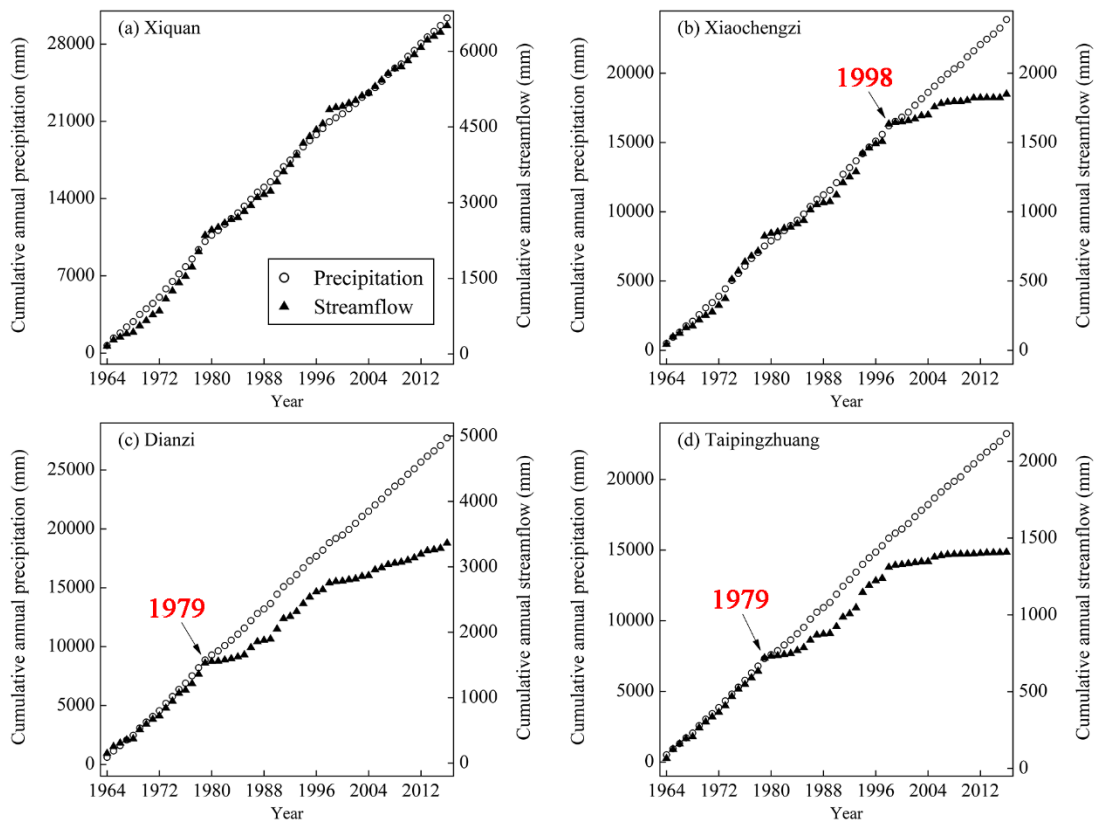 (a) Xiquan
Cumulative annual precipitation (mm)
28000
21000
14000
7000
0
Cumulative annual streamflow (mm)
6000
4500
3000
1500
0
Precipitation
Streamflow
1964 1972 1980 1988 1996 2004 2012
Year
(b) Xiaochengzi
Cumulative annual precipitation (mm)
20000
15000
10000
5000
0
Cumulative annual streamflow (mm)
2000
1500
1000
500
0
1998
1964 1972 1980 1988 1996 2004 2012
Year
(c) Dianzi
Cumulative annual precipitation (mm)
25000
20000
15000
10000
5000
0
Cumulative annual streamflow (mm)
5000
4000
3000
2000
1000
0
1979
1964 1972 1980 1988 1996 2004 2012
Year
(d) Taipingzhuang
Cumulative annual precipitation (mm)
20000
15000
10000
5000
0
Cumulative annual streamflow (mm)
2000
1500
1000
500
0
1979
1964 1972 1980 1988 1996 2004 2012
Year